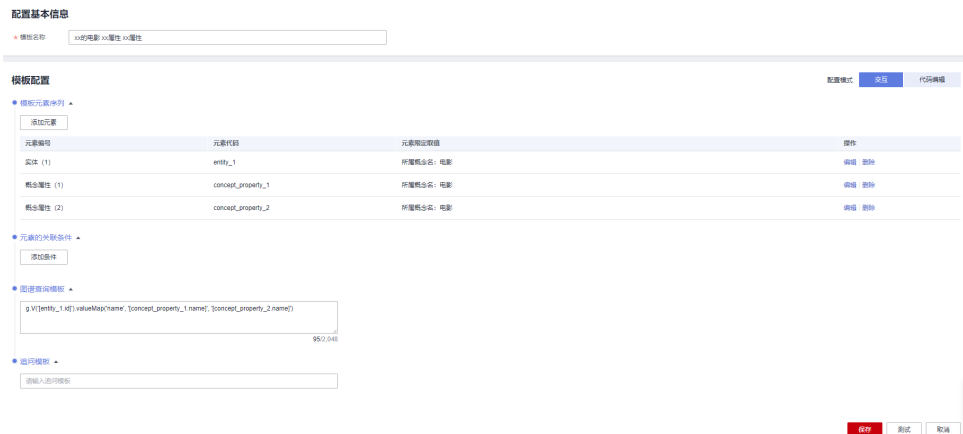 配置基本信息
* 模板名称 xx的电影 xx属性 xx属性
模板配置 配置模式 交互 代码编辑
模板元素序列 ▲
添加元素
元素编号 元素代码 元素限定取值 操作
实体 (1) entity_1 所属概念名: 电影 编辑 删除
概念属性 (1) concept_property_1 所属概念名: 电影 编辑 删除
概念属性 (2) concept_property_2 所属概念名: 电影 编辑 删除
元素的关联条件 ▲
添加条件
图谱查询模板 ▲
g.V('[entity_1.id]').valueMap('name', '[concept_property_1.name]', '[concept_property_2.name]')
95/2,048
追问模板 ▲
请输入追问模板
保存 测试 取消